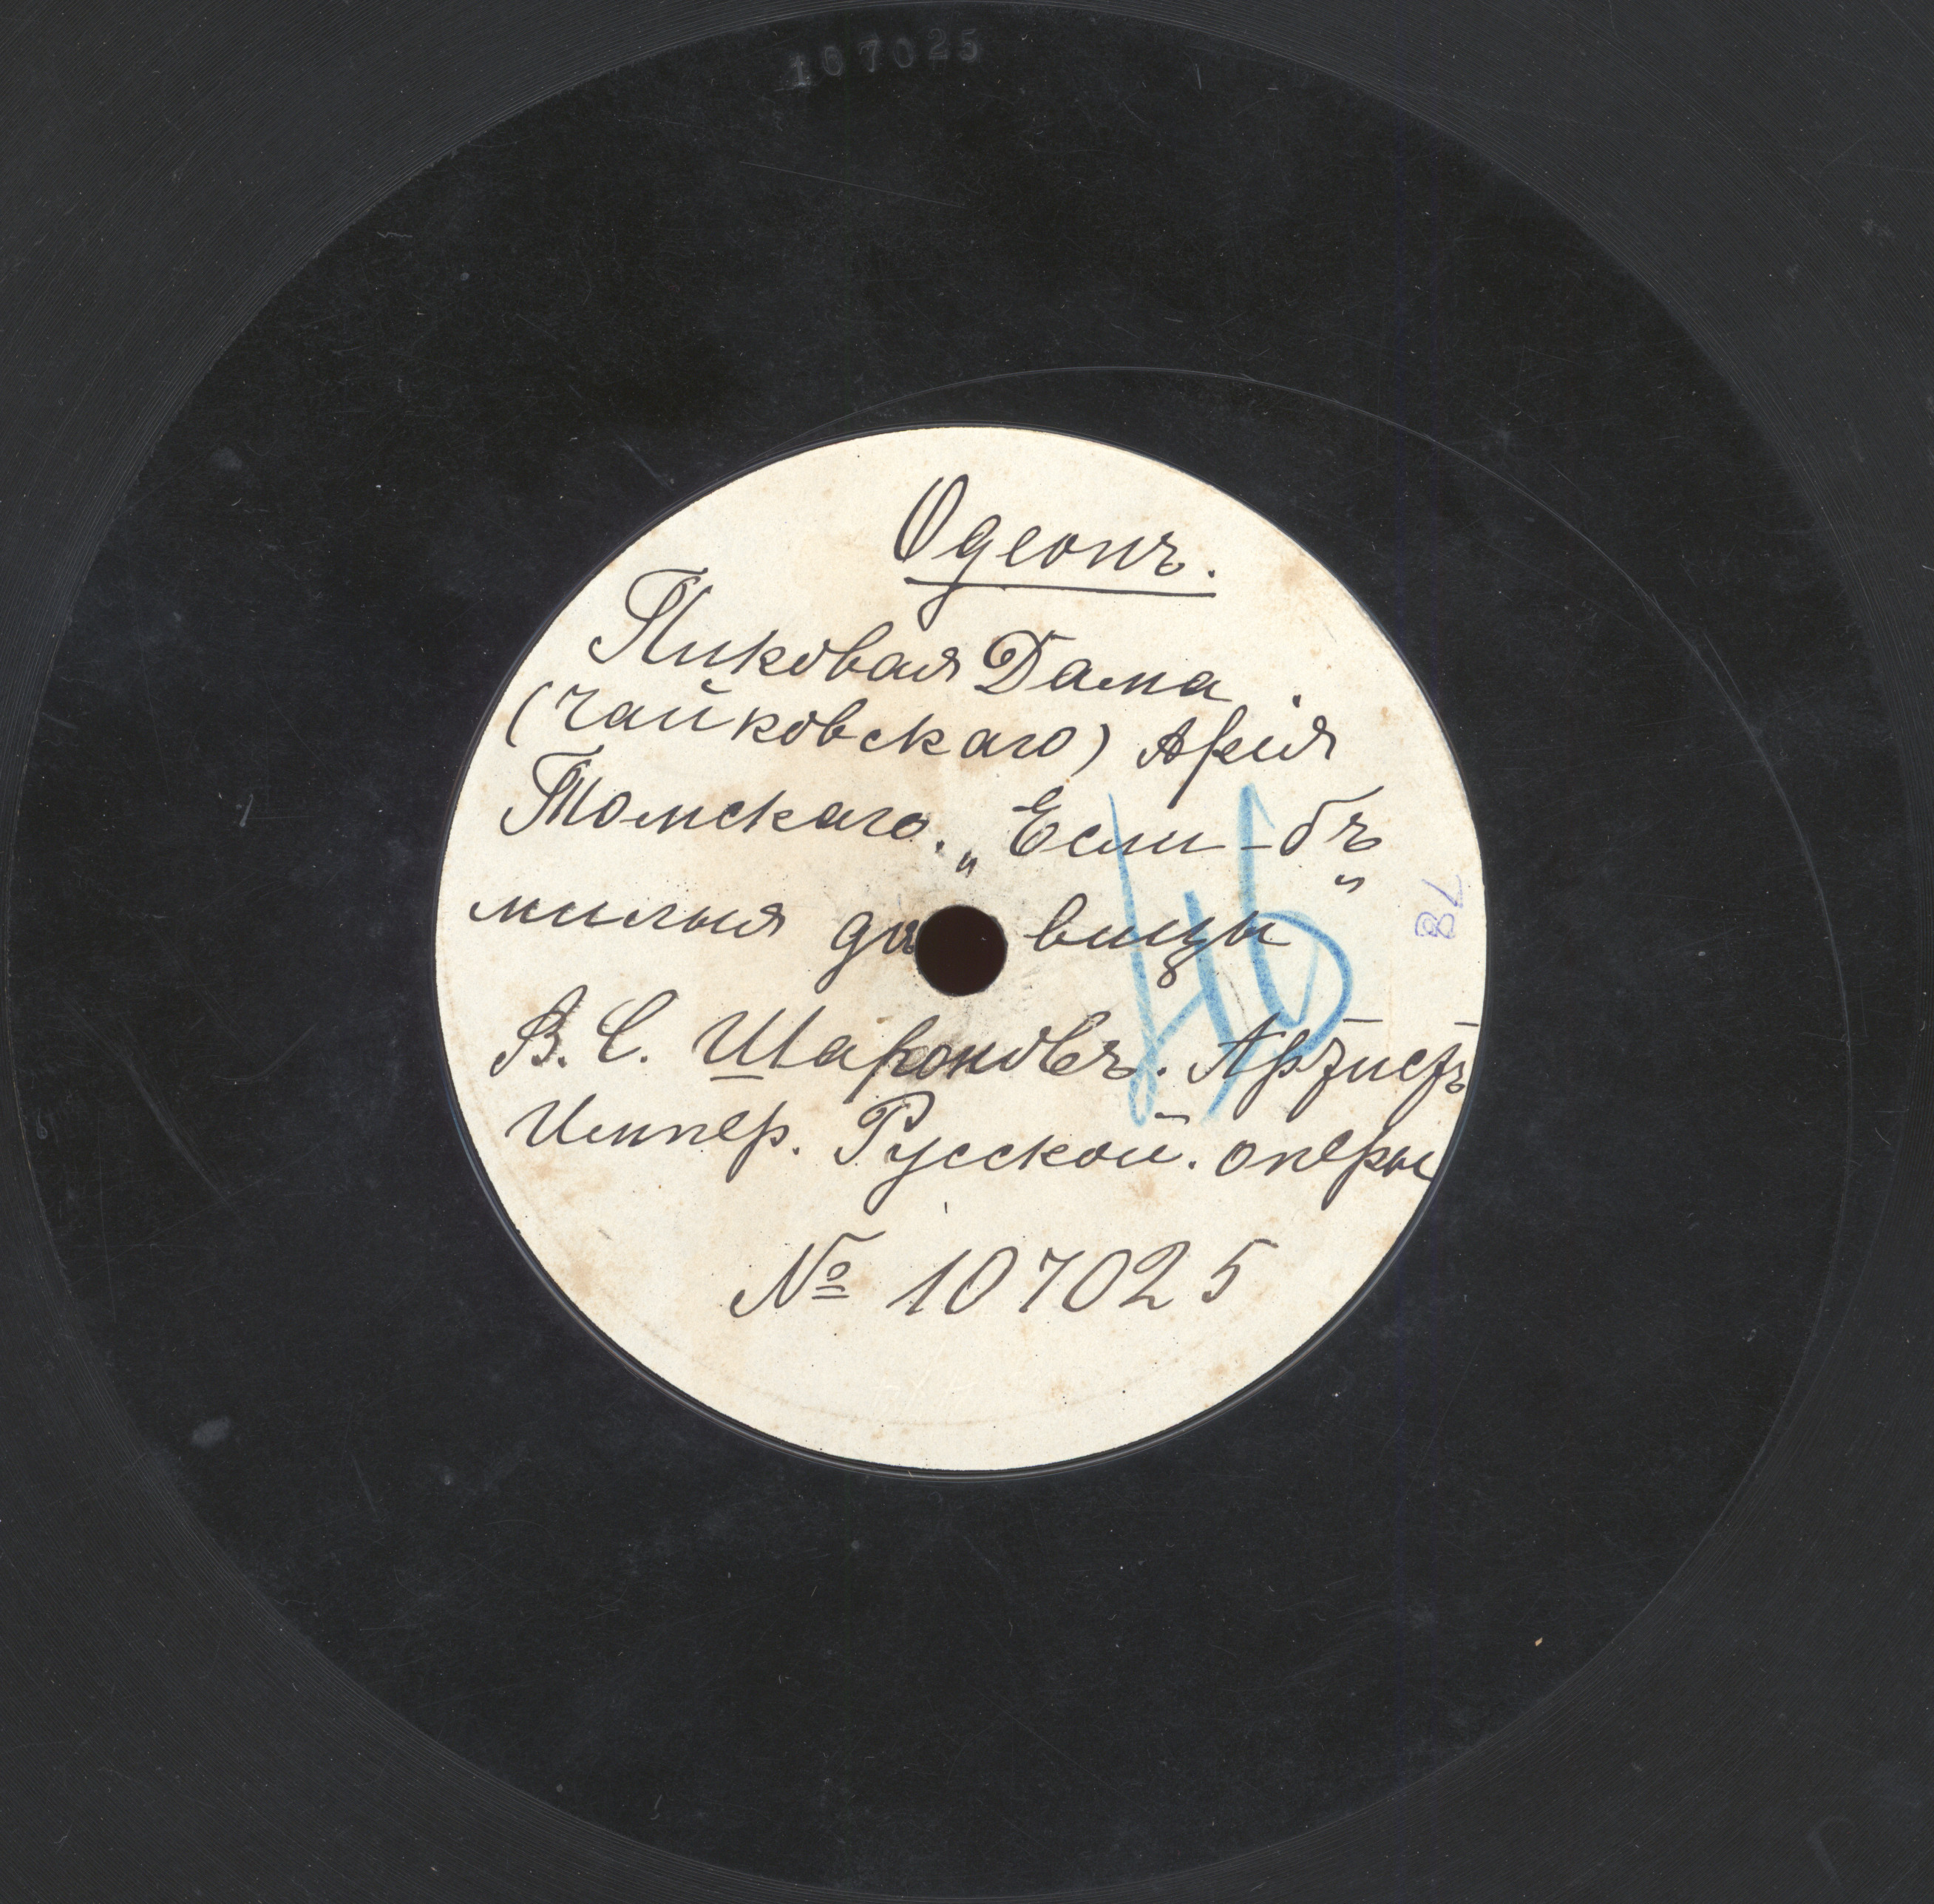 107025
Одеонъ.
Пиковая Дама.
(Чайковскаго) Арія
Томскаго. „Если-бъ
милыя дѣвицы"
В. С. Шароновъ. Артистъ
Импер. Русской. оперы
№ 107025
78